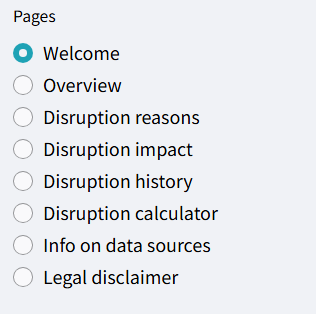 Pages
Welcome
Overview
Disruption reasons
Disruption impact
Disruption history
Disruption calculator
Info on data sources
Legal disclaimer